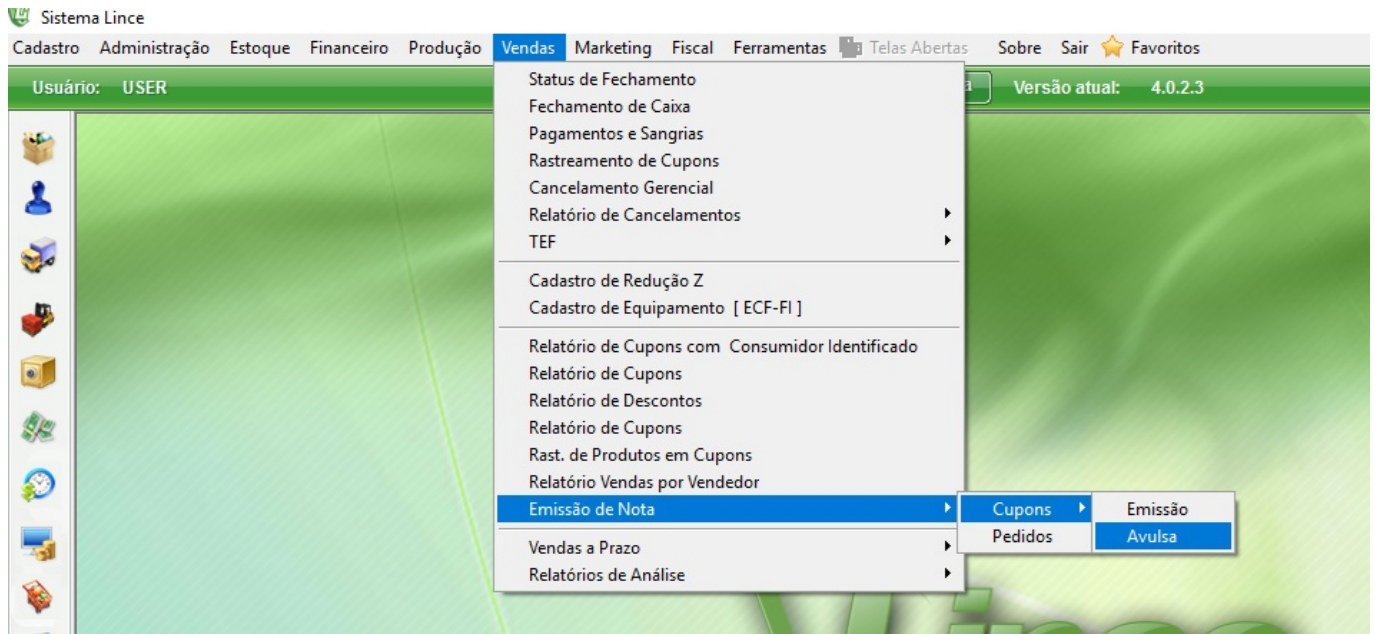 Sistema Lince
Cadastro Administração Estoque Financeiro Produção Vendas Marketing Fiscal Ferramentas Telas Abertas Sobre Sair Favoritos
Usuário: USER Versão atual: 4.0.2.3
Status de Fechamento
Fechamento de Caixa
Pagamentos e Sangrias
Rastreamento de Cupons
Cancelamento Gerencial
Relatório de Cancelamentos
TEF
Cadastro de Redução Z
Cadastro de Equipamento [ ECF-FI ]
Relatório de Cupons com Consumidor Identificado
Relatório de Cupons
Relatório de Descontos
Relatório de Cupons
Rast. de Produtos em Cupons
Relatório Vendas por Vendedor
Emissão de Nota Cupons Emissão
Pedidos Avulsa
Vendas a Prazo
Relatórios de Análise